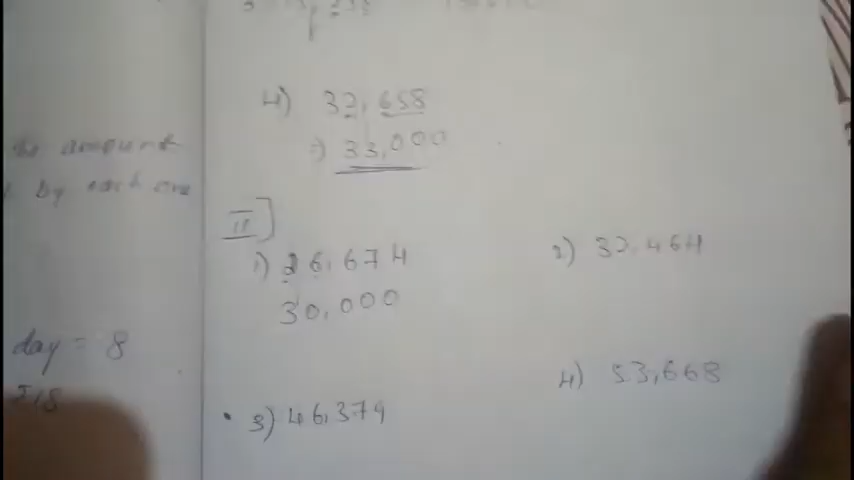 4) 32,658
=) 33,000
II]
1) 26,674
30,000
2) 32,464
3) 46,379
4) 53,668
amount
by each one
day = 8